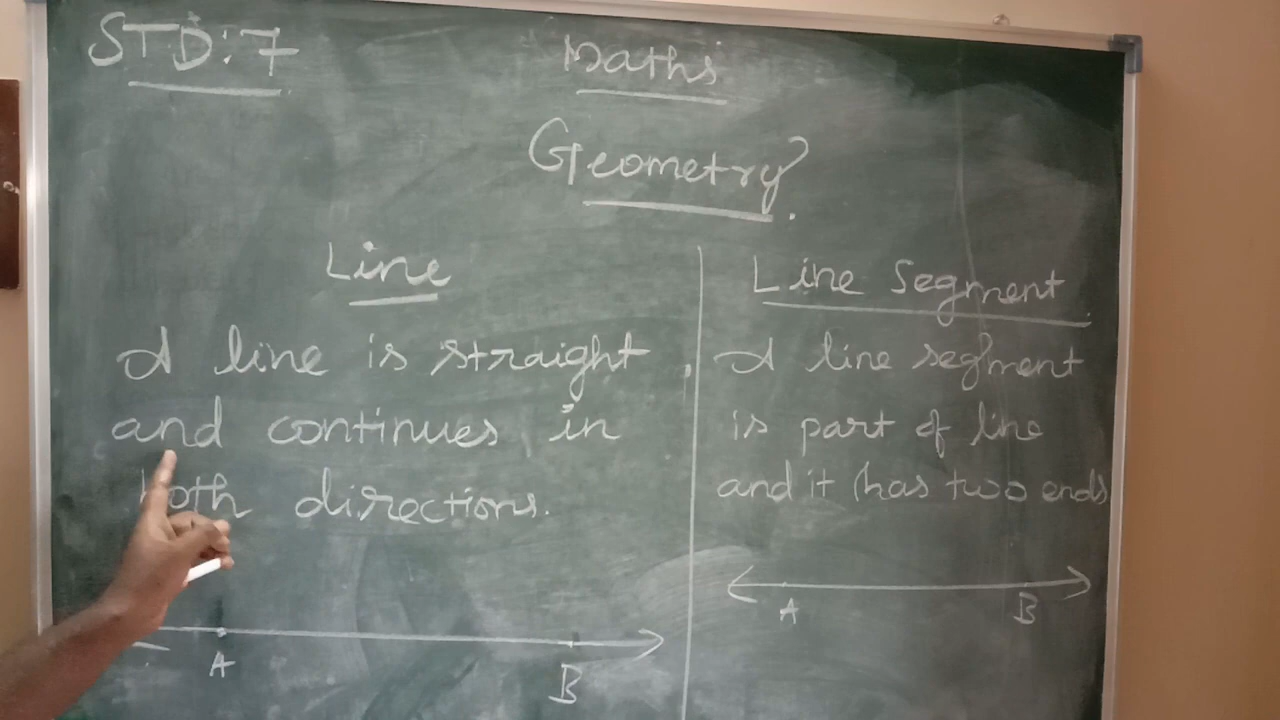 STD: 7
Maths
Geometry
Line
A line is straight
and continues in
both directions.
A
B
Line Segment
A line segment
is part of line
and it has two ends
A
B